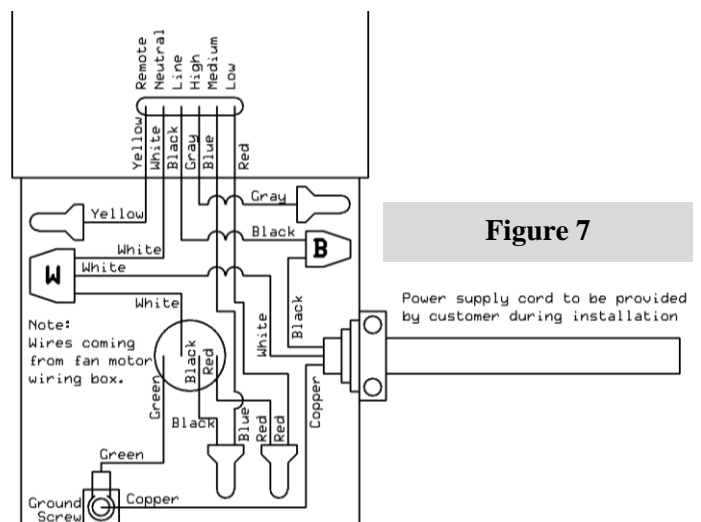 Remote
Neutral
Line
High
Medium
Low
Yellow
White
Black
Gray
Blue
Red
Gray
Yellow
Black
White
B
Figure 7
W
White
White
Black
Power supply cord to be provided
by customer during installation
Note:
Wires coming
from fan motor
wiring box.
White
Black
Red
Green
Copper
Black
Blue
Red
Red
Green
Copper
Ground
Screw